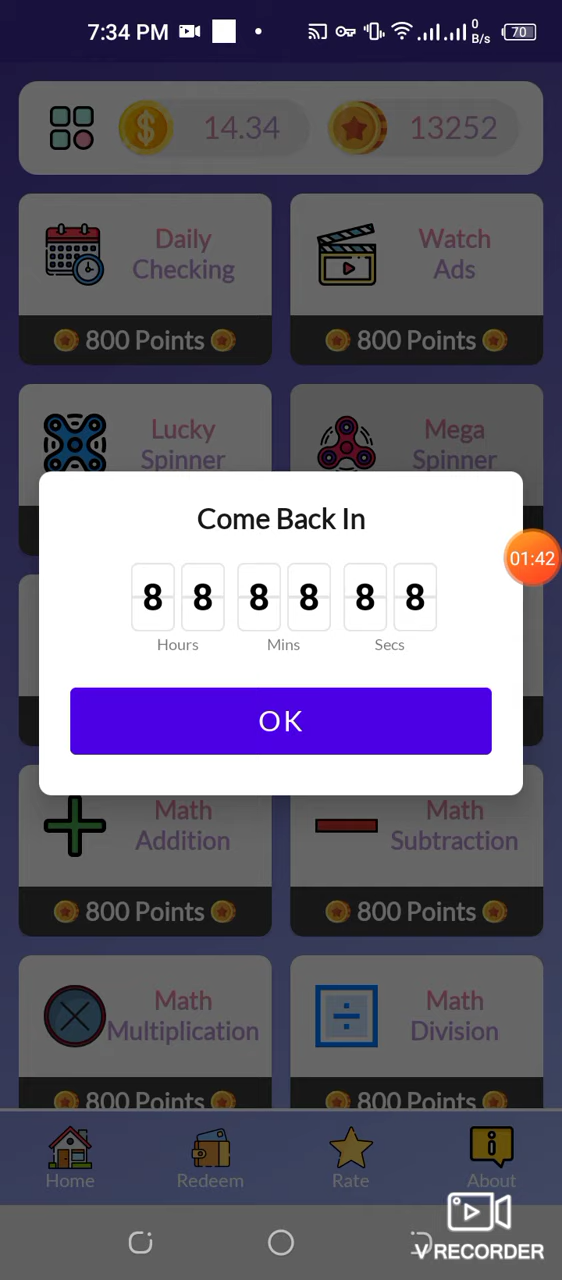 7:34 PM 0 B/s 70
14.34 13252
Daily Checking
Watch Ads
800 Points
800 Points
Lucky Spinner
Mega Spinner
Come Back In
01:42
8 8 8 8 8 8
Hours Mins Secs
OK
Math Addition
Math Subtraction
800 Points
800 Points
Math Multiplication
Math Division
800 Points
800 Points
Home Redeem Rate About
V RECORDER